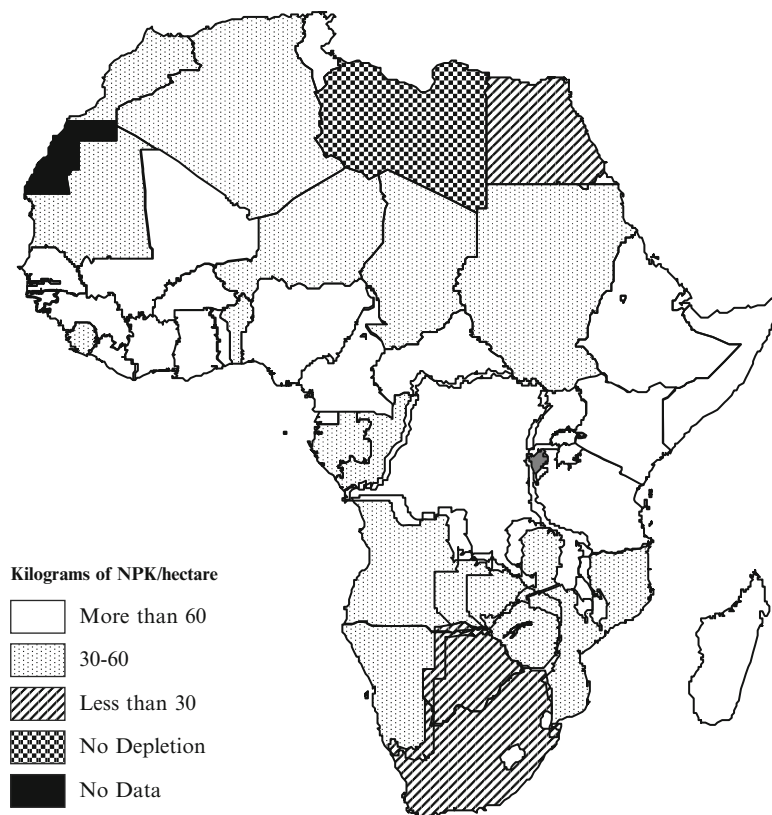 Kilograms of NPK/hectare
More than 60
30-60
Less than 30
No Depletion
No Data